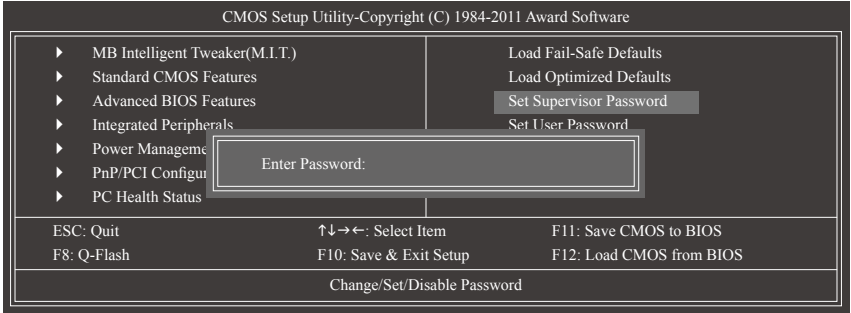 CMOS Setup Utility-Copyright (C) 1984-2011 Award Software
MB Intelligent Tweaker(M.I.T.)
Standard CMOS Features
Advanced BIOS Features
Integrated Peripherals
Power Manageme
PnP/PCI Configur
PC Health Status
Load Fail-Safe Defaults
Load Optimized Defaults
Set Supervisor Password
Set User Password
Enter Password:
ESC: Quit ↑↓→←: Select Item F11: Save CMOS to BIOS
F8: Q-Flash F10: Save & Exit Setup F12: Load CMOS from BIOS
Change/Set/Disable Password